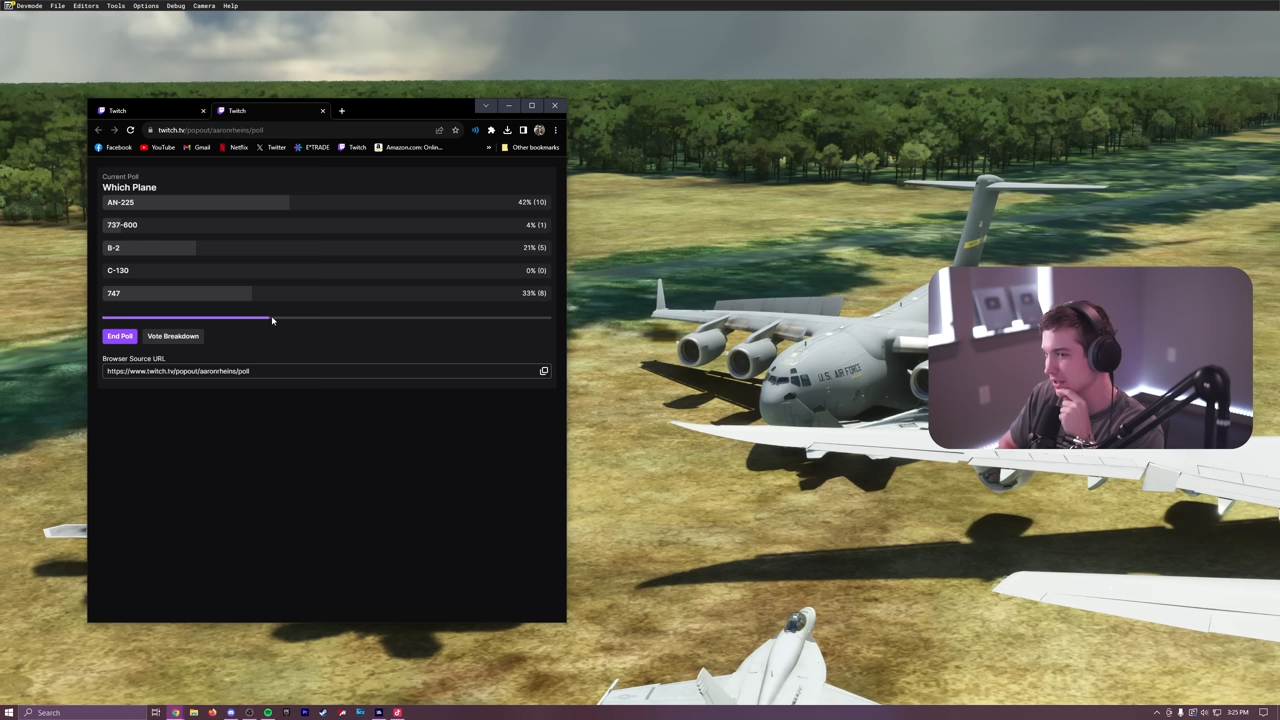 Devmode File Editors Tools Options Debug Camera Help
Twitch Twitch
twitch.tv/popout/aaronrheins/poll
Facebook YouTube Gmail Netflix Twitter E*TRADE Twitch Amazon.com: Onlin... » Other bookmarks
Current Poll
Which Plane
AN-225 42% (10)
737-600 4% (1)
B-2 21% (5)
C-130 0% (0)
747 33% (8)
End Poll Vote Breakdown
Browser Source URL
https://www.twitch.tv/popout/aaronrheins/poll
U.S. AIR FORCE
Search 3:25 PM